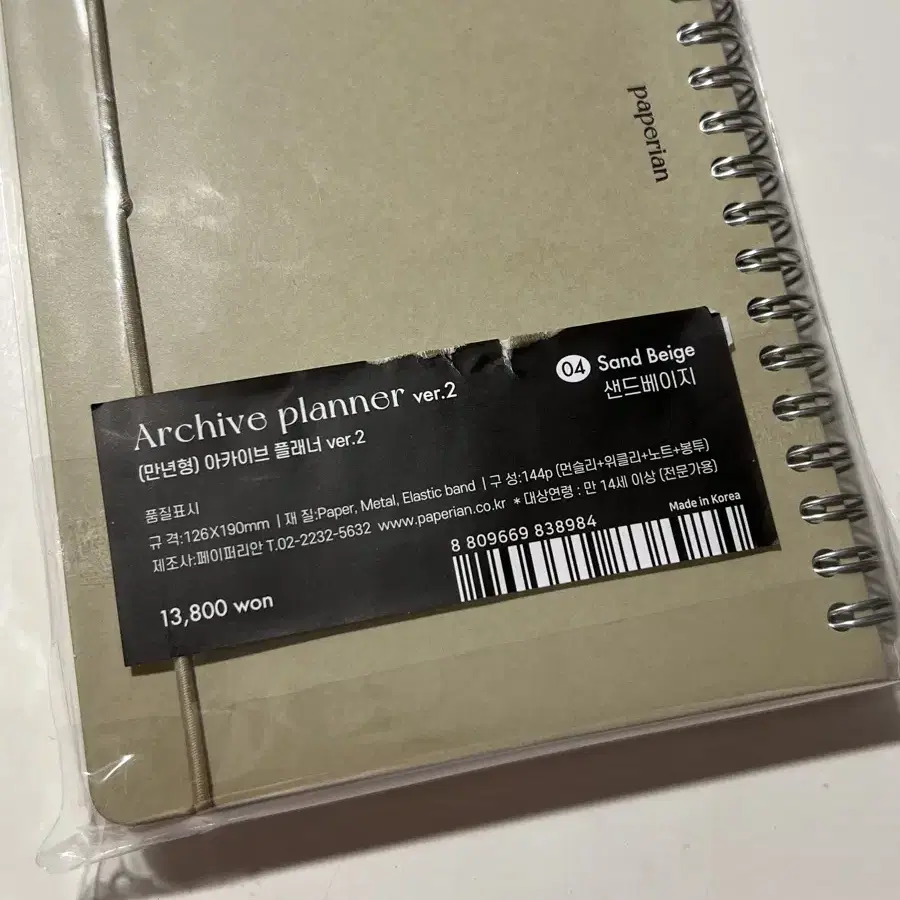 paperian
Archive planner ver.2
(만년형) 아카이브 플래너 ver.2
04 Sand Beige
샌드베이지
품질표시
규 격:126X190mm | 재 질:Paper, Metal, Elastic band | 구 성:144p (먼슬리+위클리+노트+봉투)
제조사:페이퍼리안 T.02-2232-5632 www.paperian.co.kr * 대상연령 : 만 14세 이상 (전문가용)
Made in Korea
8 809669 838984
13,800 won